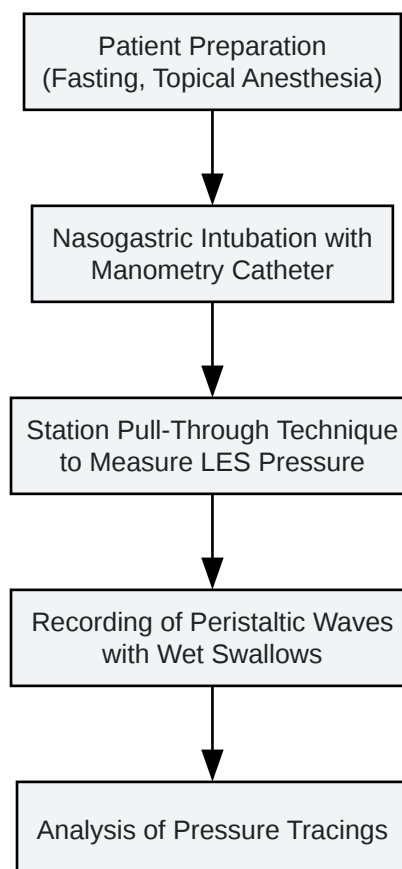 Patient Preparation
(Fasting, Topical Anesthesia)
Nasogastric Intubation with
Manometry Catheter
Station Pull-Through Technique
to Measure LES Pressure
Recording of Peristaltic Waves
with Wet Swallows
Analysis of Pressure Tracings